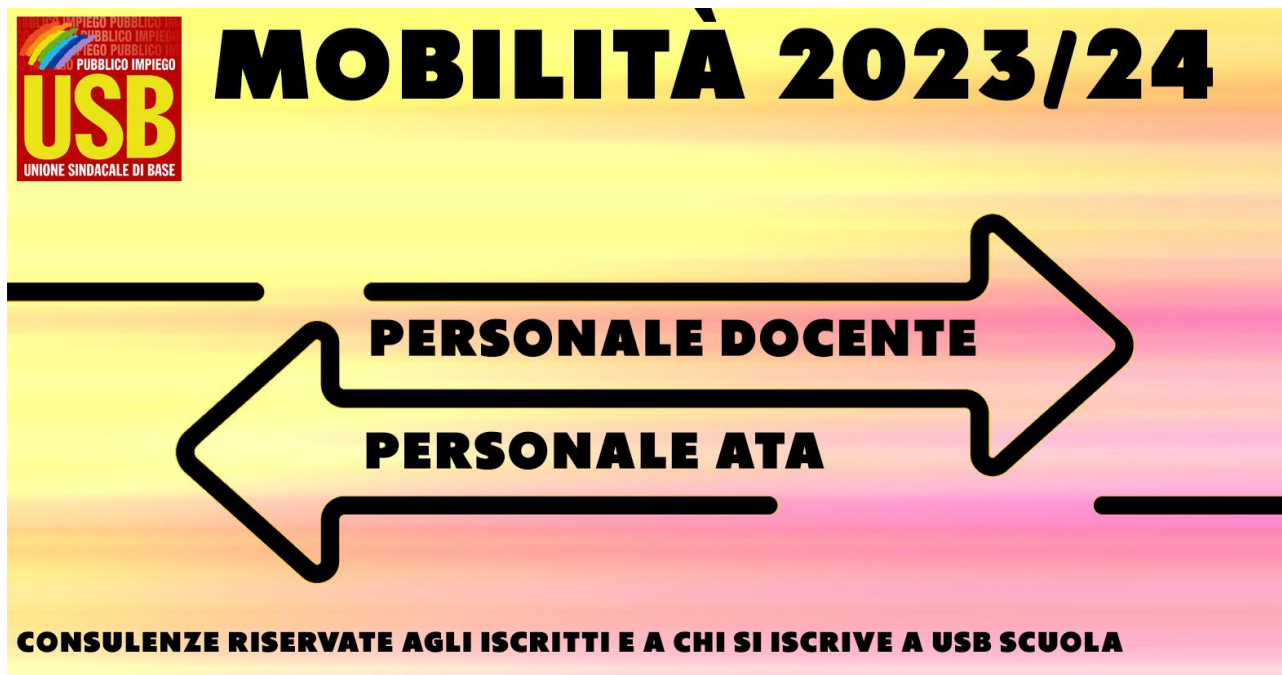 MOBILITÀ 2023/24
PUBBLICO IMPIEGO
USB
UNIONE SINDACALE DI BASE
PERSONALE DOCENTE
PERSONALE ATA
CONSULENZE RISERVATE AGLI ISCRITTI E A CHI SI ISCRIVE A USB SCUOLA